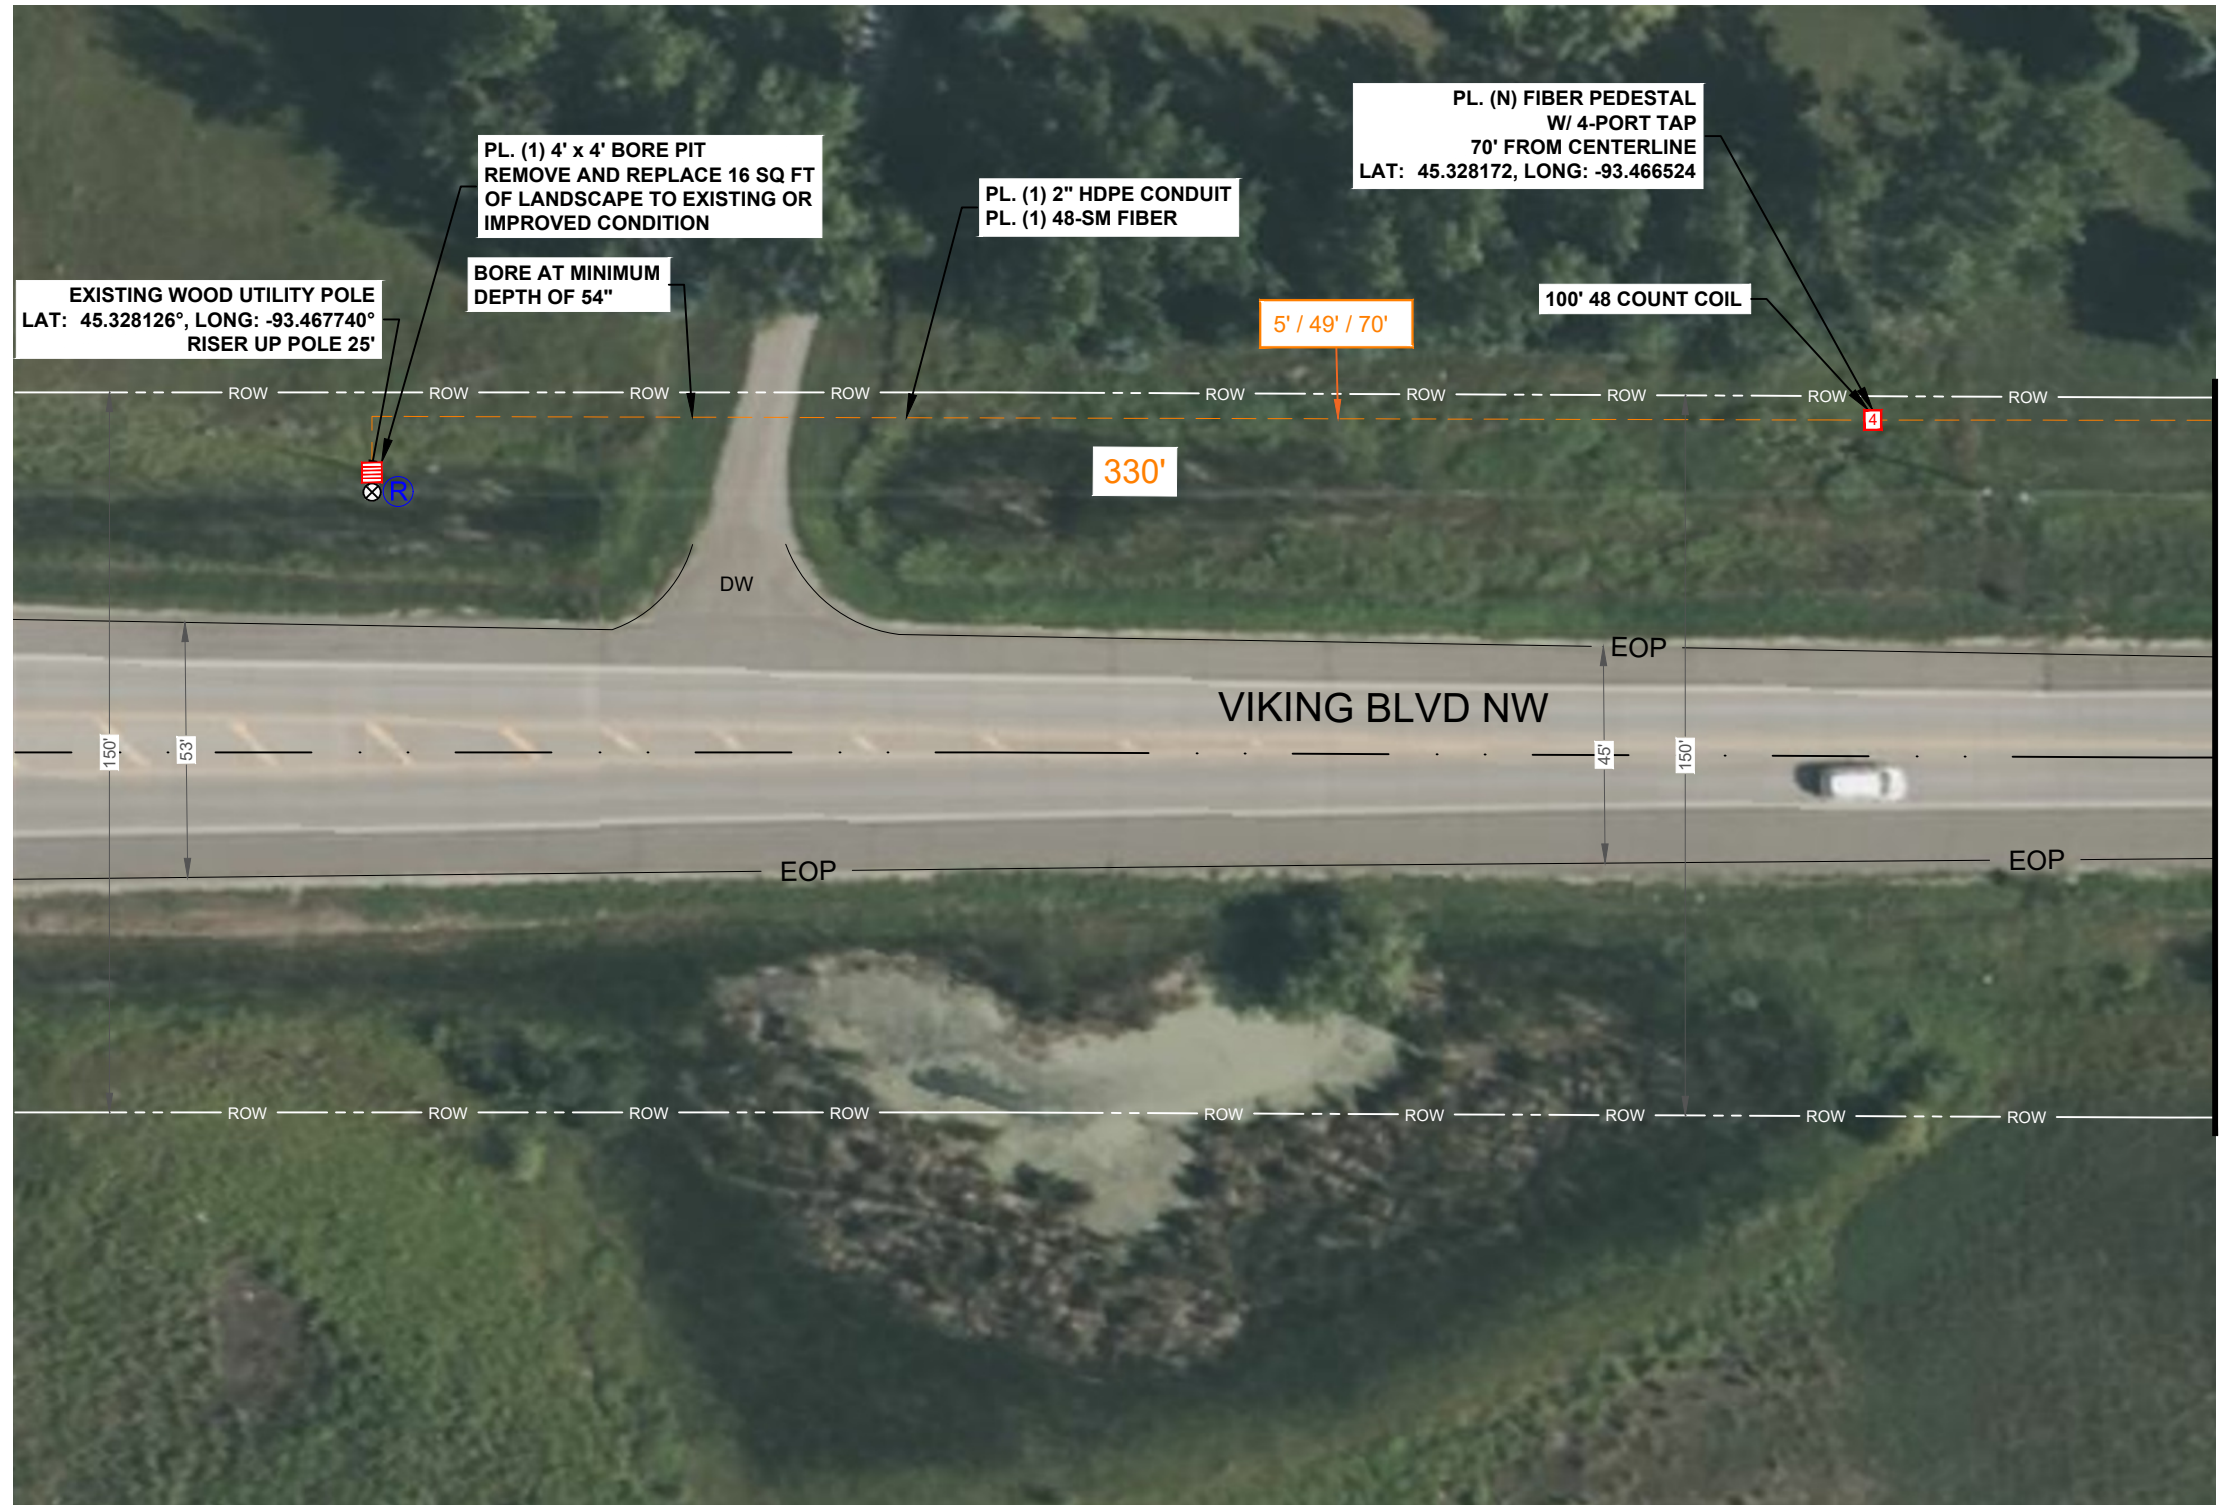 PL. (N) FIBER PEDESTAL
W/ 4-PORT TAP
70' FROM CENTERLINE
LAT: 45.328172, LONG: -93.466524
PL. (1) 4' x 4' BORE PIT
REMOVE AND REPLACE 16 SQ FT
OF LANDSCAPE TO EXISTING OR
IMPROVED CONDITION
PL. (1) 2" HDPE CONDUIT
PL. (1) 48-SM FIBER
BORE AT MINIMUM
DEPTH OF 54"
EXISTING WOOD UTILITY POLE
LAT: 45.328126°, LONG: -93.467740°
RISER UP POLE 25'
100' 48 COUNT COIL
5' / 49' / 70'
ROW ROW ROW ROW ROW ROW ROW ROW ROW
4
330'
R
DW
EOP
VIKING BLVD NW
150'
53'
45'
150'
EOP
EOP
ROW ROW ROW ROW ROW ROW ROW ROW ROW